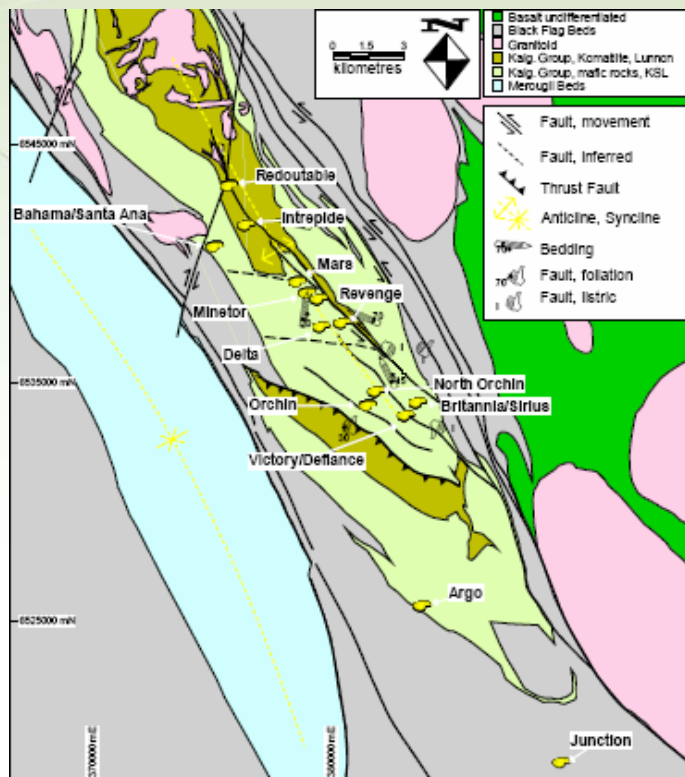 N
0 1.5 3
kilometres
Basalt undifferentiated
Black Flag Beds
Granitoid
Kalg. Group, Komatiite, Lunnon
Kalg. Group, mafic rocks, KSL
Merougil Beds
Fault, movement
Fault, inferred
Thrust Fault
Anticline, Syncline
Bedding
70
Fault, foliation
Fault, listric
6545000 mN
Redoutable
Bahama/Santa Ana
Intrepide
Mars
Minetor
Revenge
Delta
6535000 mN
North Orchin
Orchin
Britannia/Sirius
Victory/Defiance
30
Argo
6525000 mN
370000 mE
380000 mE
Junction